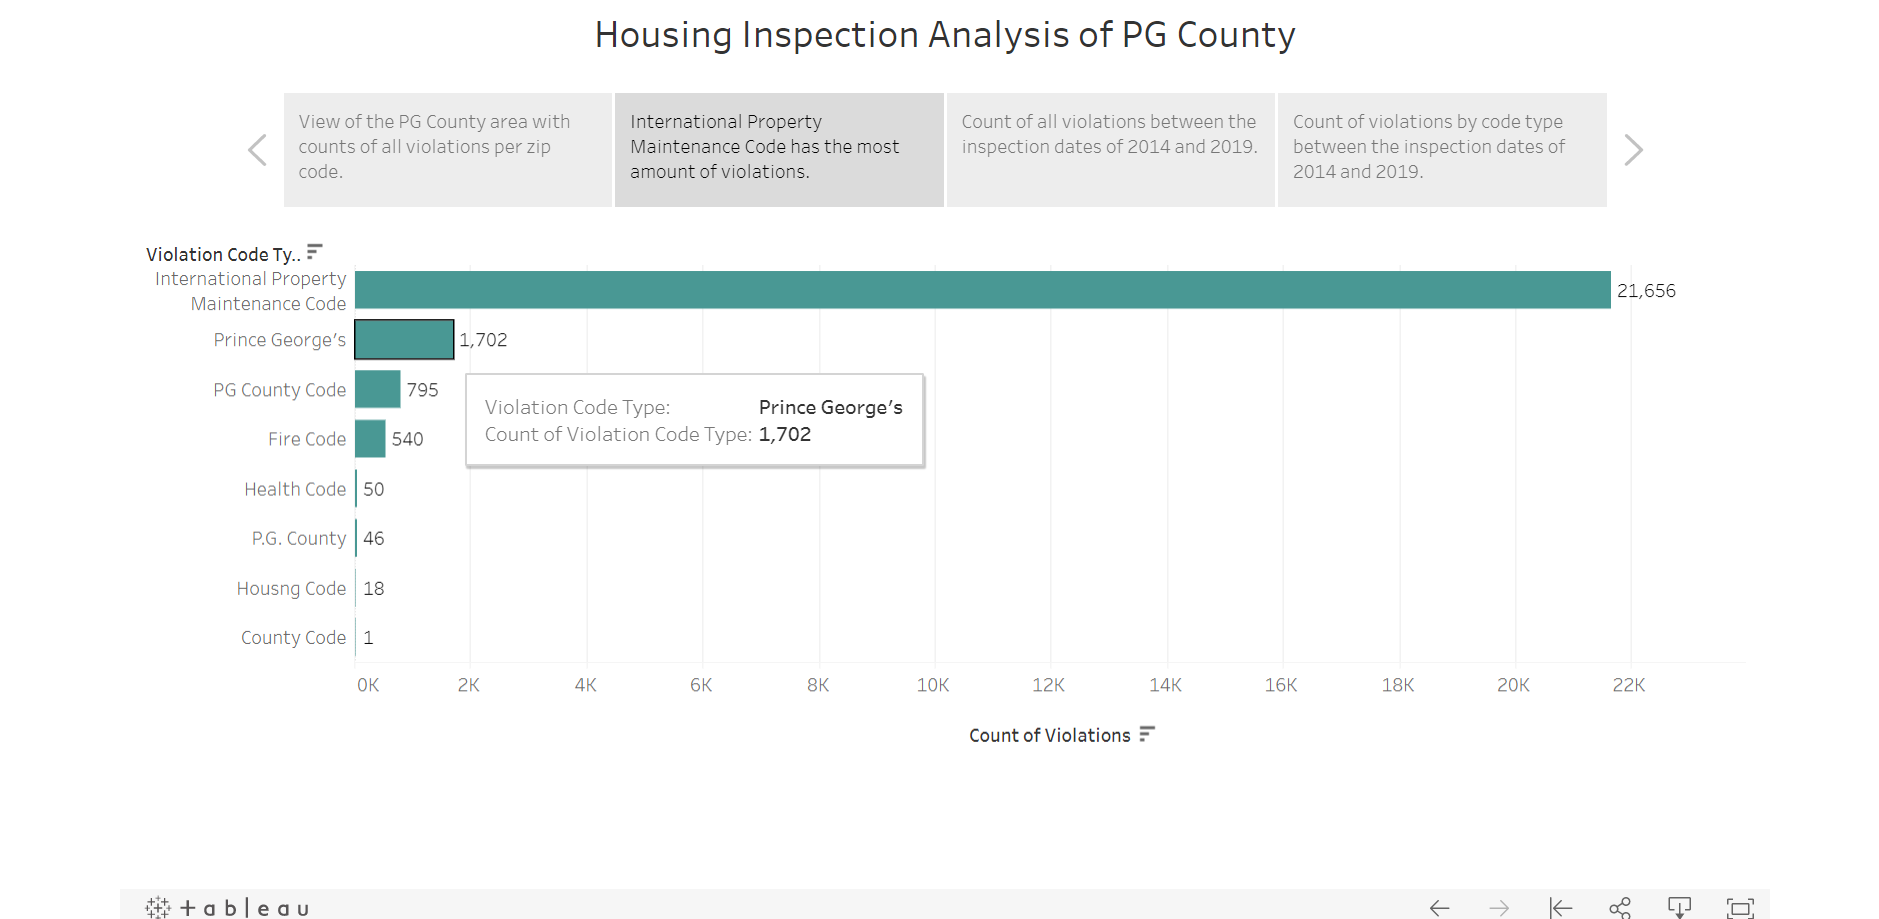 Housing Inspection Analysis of PG County
View of the PG County area with
counts of all violations per zip
code.
International Property
Maintenance Code has the most
amount of violations.
Count of all violations between the
inspection dates of 2014 and 2019.
Count of violations by code type
between the inspection dates of
2014 and 2019.
Violation Code Ty..
International Property
Maintenance Code
21,656
Prince George’s
1,702
PG County Code
795
Violation Code Type: Prince George’s
Count of Violation Code Type: 1,702
Fire Code
540
Health Code
50
P.G. County
46
Housng Code
18
County Code
1
0K 2K 4K 6K 8K 10K 12K 14K 16K 18K 20K 22K
Count of Violations
+ a b l e a u